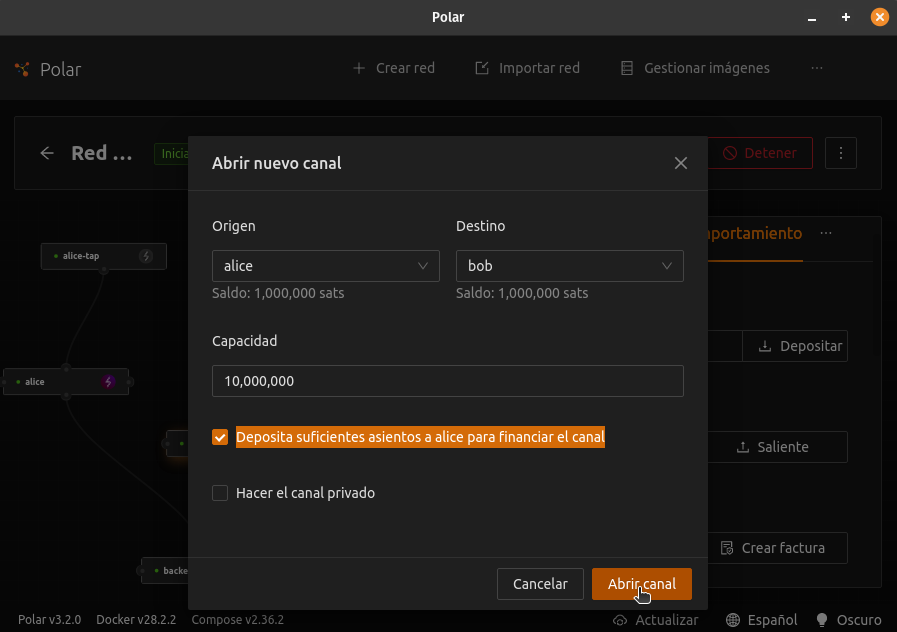 Polar
Polar
Crear red
Importar red
Gestionar imágenes
Red ...
Inicia
Detener
Abrir nuevo canal
Origen
Destino
alice
bob
Saldo: 1,000,000 sats
Saldo: 1,000,000 sats
Capacidad
10,000,000
Deposita suficientes asientos a alice para financiar el canal
Hacer el canal privado
Cancelar
Abrir canal
alice-tap
alice
backe
portamiento
Depositar
Saliente
Crear factura
Polar v3.2.0
Docker v28.2.2
Compose v2.36.2
Actualizar
Español
Oscuro